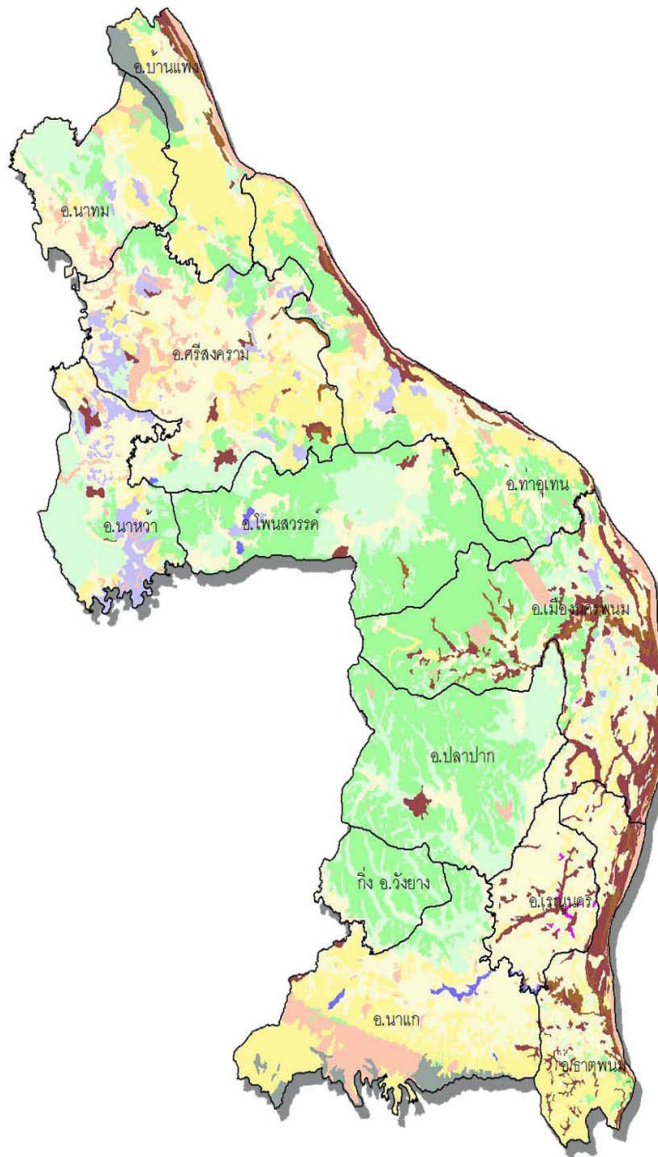 อ.บ้านแพง
อ.นาทม
อ.ศรีสงคราม
อ.ท่าอุเทน
อ.นาหว้า
อ.โพนสวรรค์
อ.เมืองนครพนม
อ.ปลาปาก
กิ่ง อ.วังยาง
อ.เรณูนคร
อ.นาแก
อ.ธาตุพนม